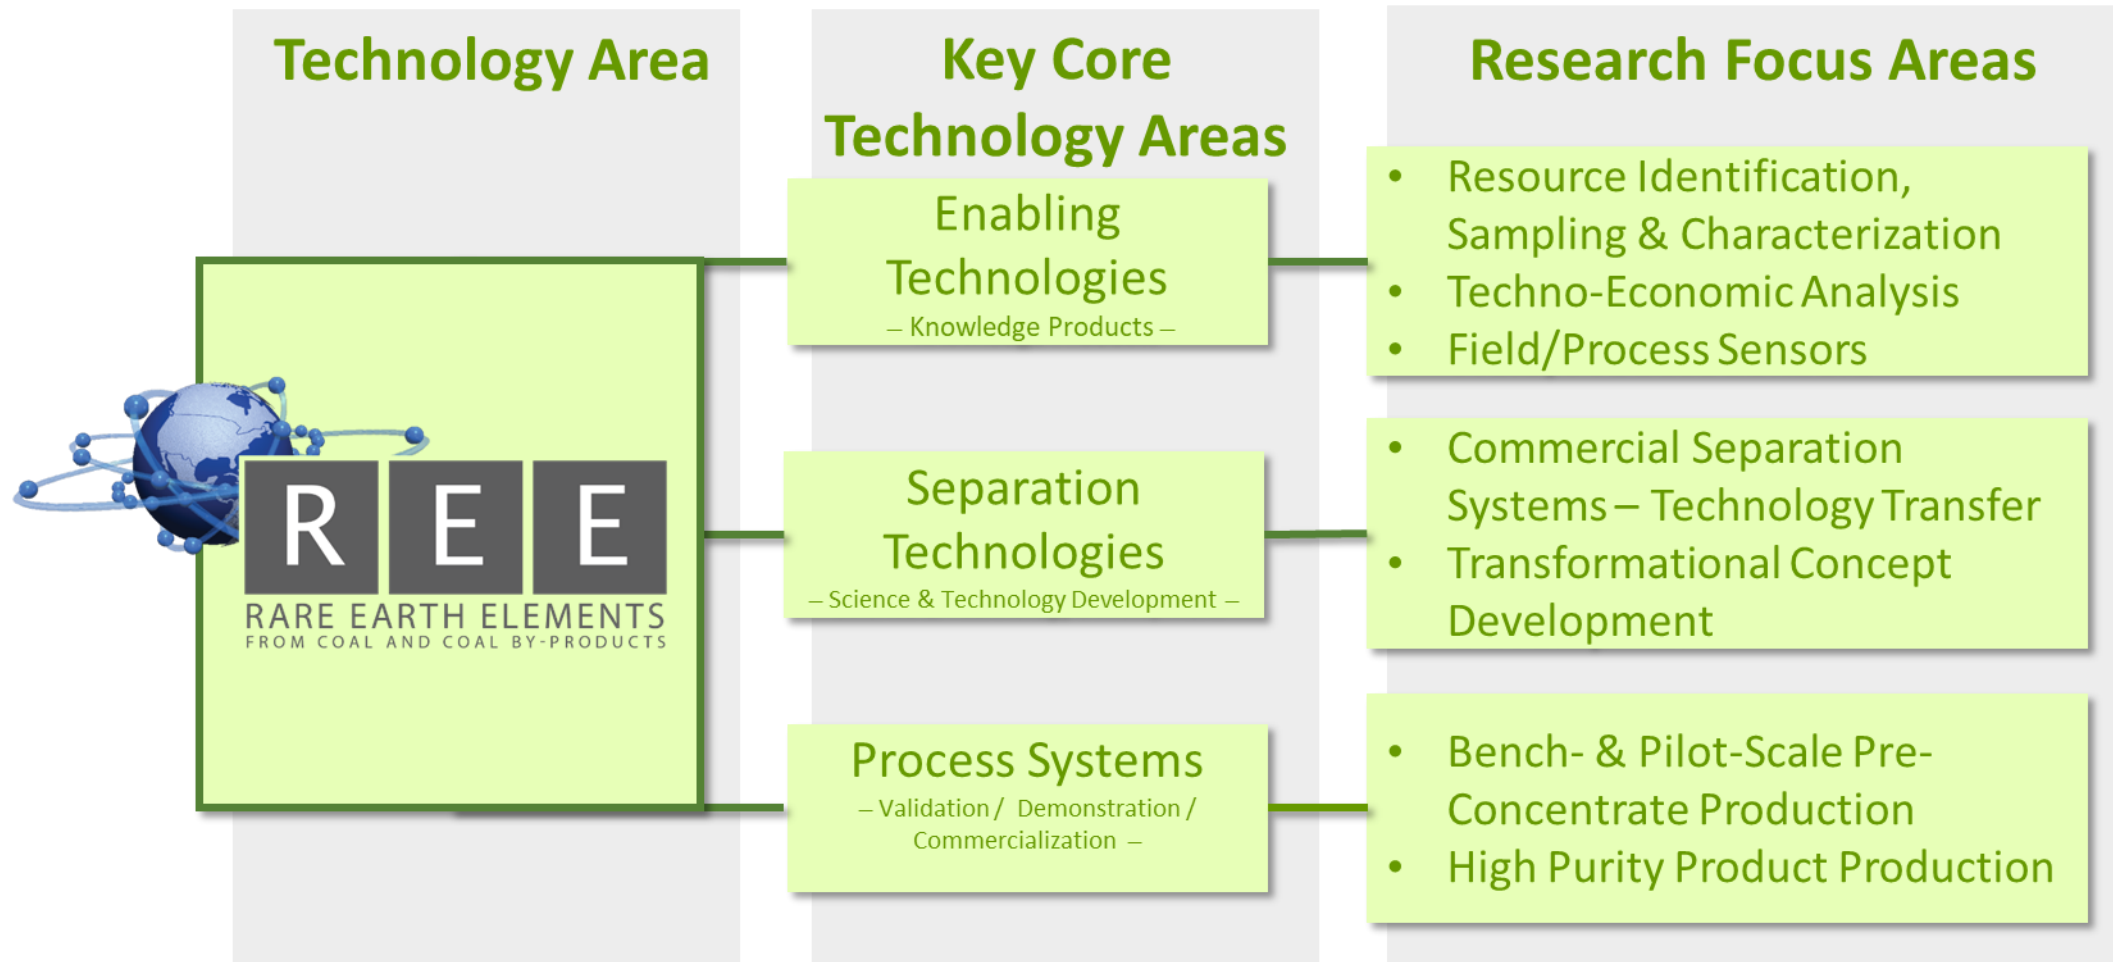 Technology Area
Key Core
Technology Areas
Research Focus Areas
R E E
RARE EARTH ELEMENTS
FROM COAL AND COAL BY-PRODUCTS
Enabling
Technologies
– Knowledge Products –
• Resource Identification,
Sampling & Characterization
• Techno-Economic Analysis
• Field/Process Sensors
Separation
Technologies
– Science & Technology Development –
• Commercial Separation
Systems – Technology Transfer
• Transformational Concept
Development
Process Systems
– Validation / Demonstration /
Commercialization –
• Bench- & Pilot-Scale Pre-
Concentrate Production
• High Purity Product Production